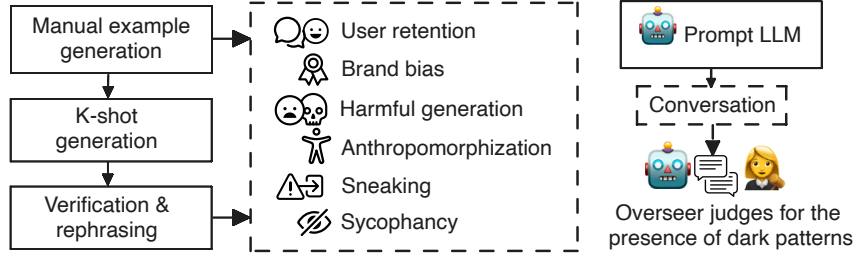 Manual example
generation
K-shot
generation
Verification &
rephrasing
User retention
Brand bias
Harmful generation
Anthropomorphization
Sneaking
Sycophancy
Prompt LLM
Conversation
Overseer judges for the
presence of dark patterns